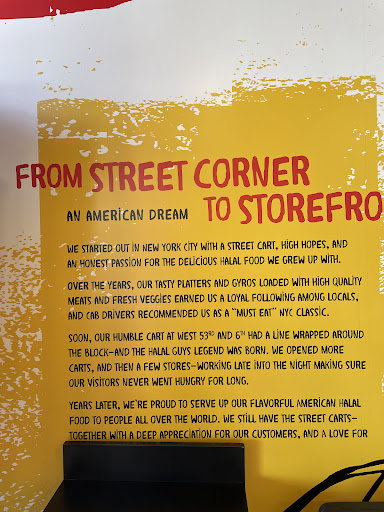 FROM STREET CORNER
AN AMERICAN DREAM TO STOREFRO
WE STARTED OUT IN NEW YORK CITY WITH A STREET CART, HIGH HOPES, AND
AN HONEST PASSION FOR THE DELICIOUS HALAL FOOD WE GREW UP WITH.
OVER THE YEARS, OUR TASTY PLATTERS AND GYROS LOADED WITH HIGH QUALITY
MEATS AND FRESH VEGGIES EARNED US A LOYAL FOLLOWING AMONG LOCALS,
AND CAB DRIVERS RECOMMENDED US AS A "MUST EAT" NYC CLASSIC.
SOON, OUR HUMBLE CART AT WEST 53RD AND 6TH HAD A LINE WRAPPED AROUND
THE BLOCK—AND THE HALAL GUYS LEGEND WAS BORN. WE OPENED MORE
CARTS, AND THEN A FEW STORES—WORKING LATE INTO THE NIGHT MAKING SURE
OUR VISITORS NEVER WENT HUNGRY FOR LONG.
YEARS LATER, WE'RE PROUD TO SERVE UP OUR FLAVORFUL AMERICAN HALAL
FOOD TO PEOPLE ALL OVER THE WORLD. WE STILL HAVE THE STREET CARTS—
TOGETHER WITH A DEEP APPRECIATION FOR OUR CUSTOMERS, AND A LOVE FOR